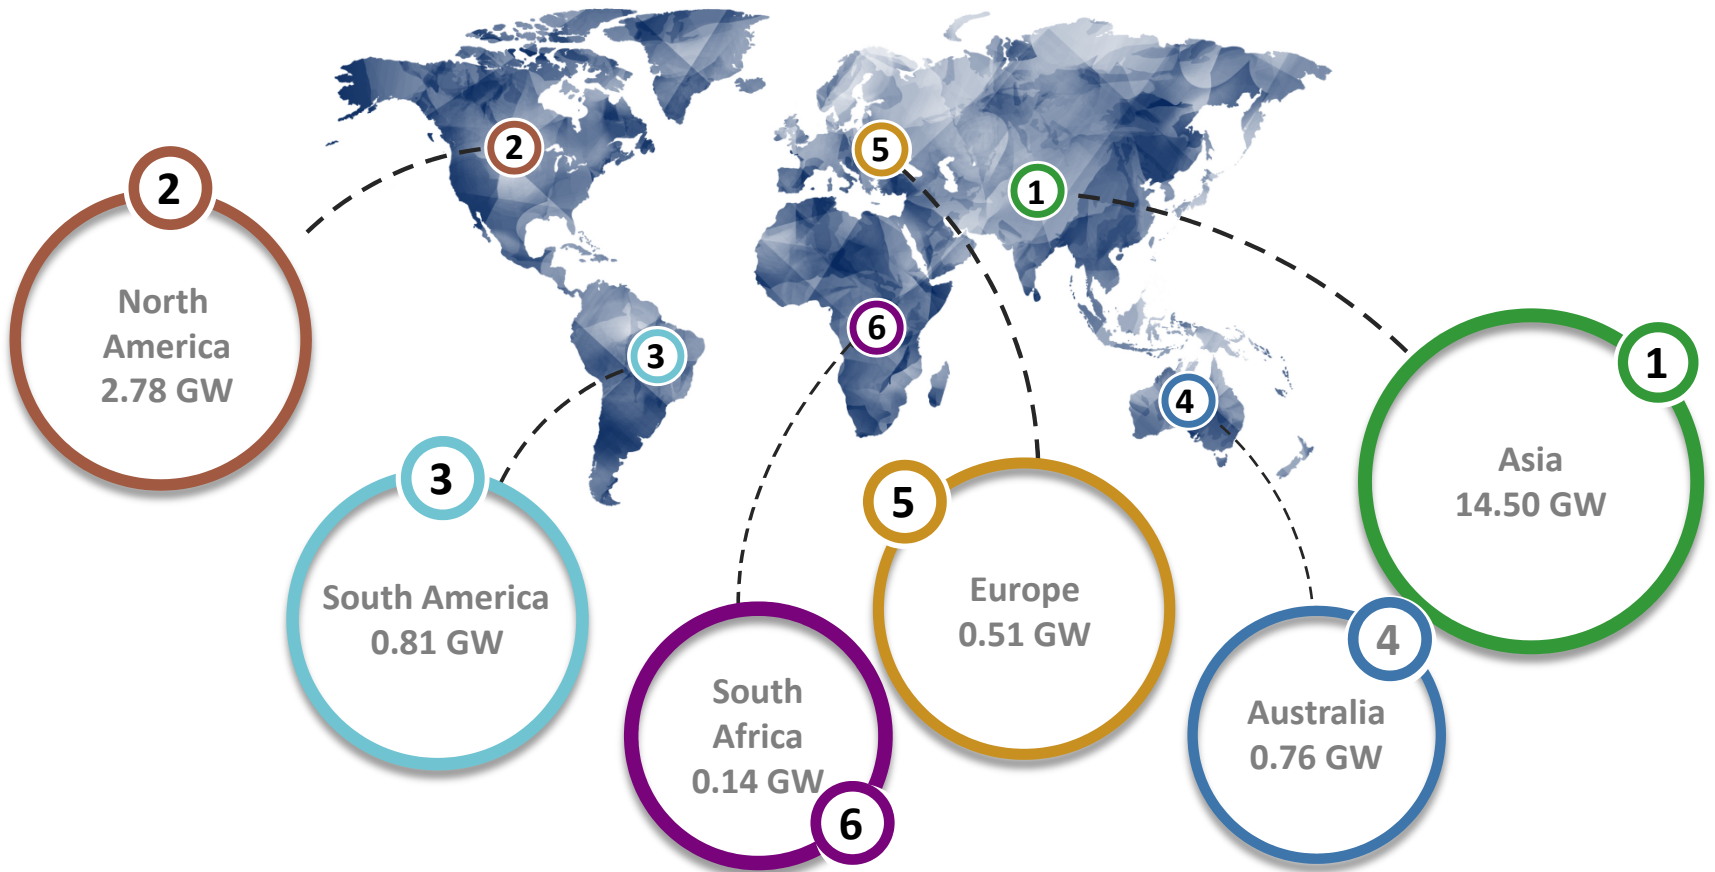 2
5
1
6
3
4
2
North
America
2.78 GW
3
South America
0.81 GW
6
South
Africa
0.14 GW
5
Europe
0.51 GW
4
Australia
0.76 GW
1
Asia
14.50 GW